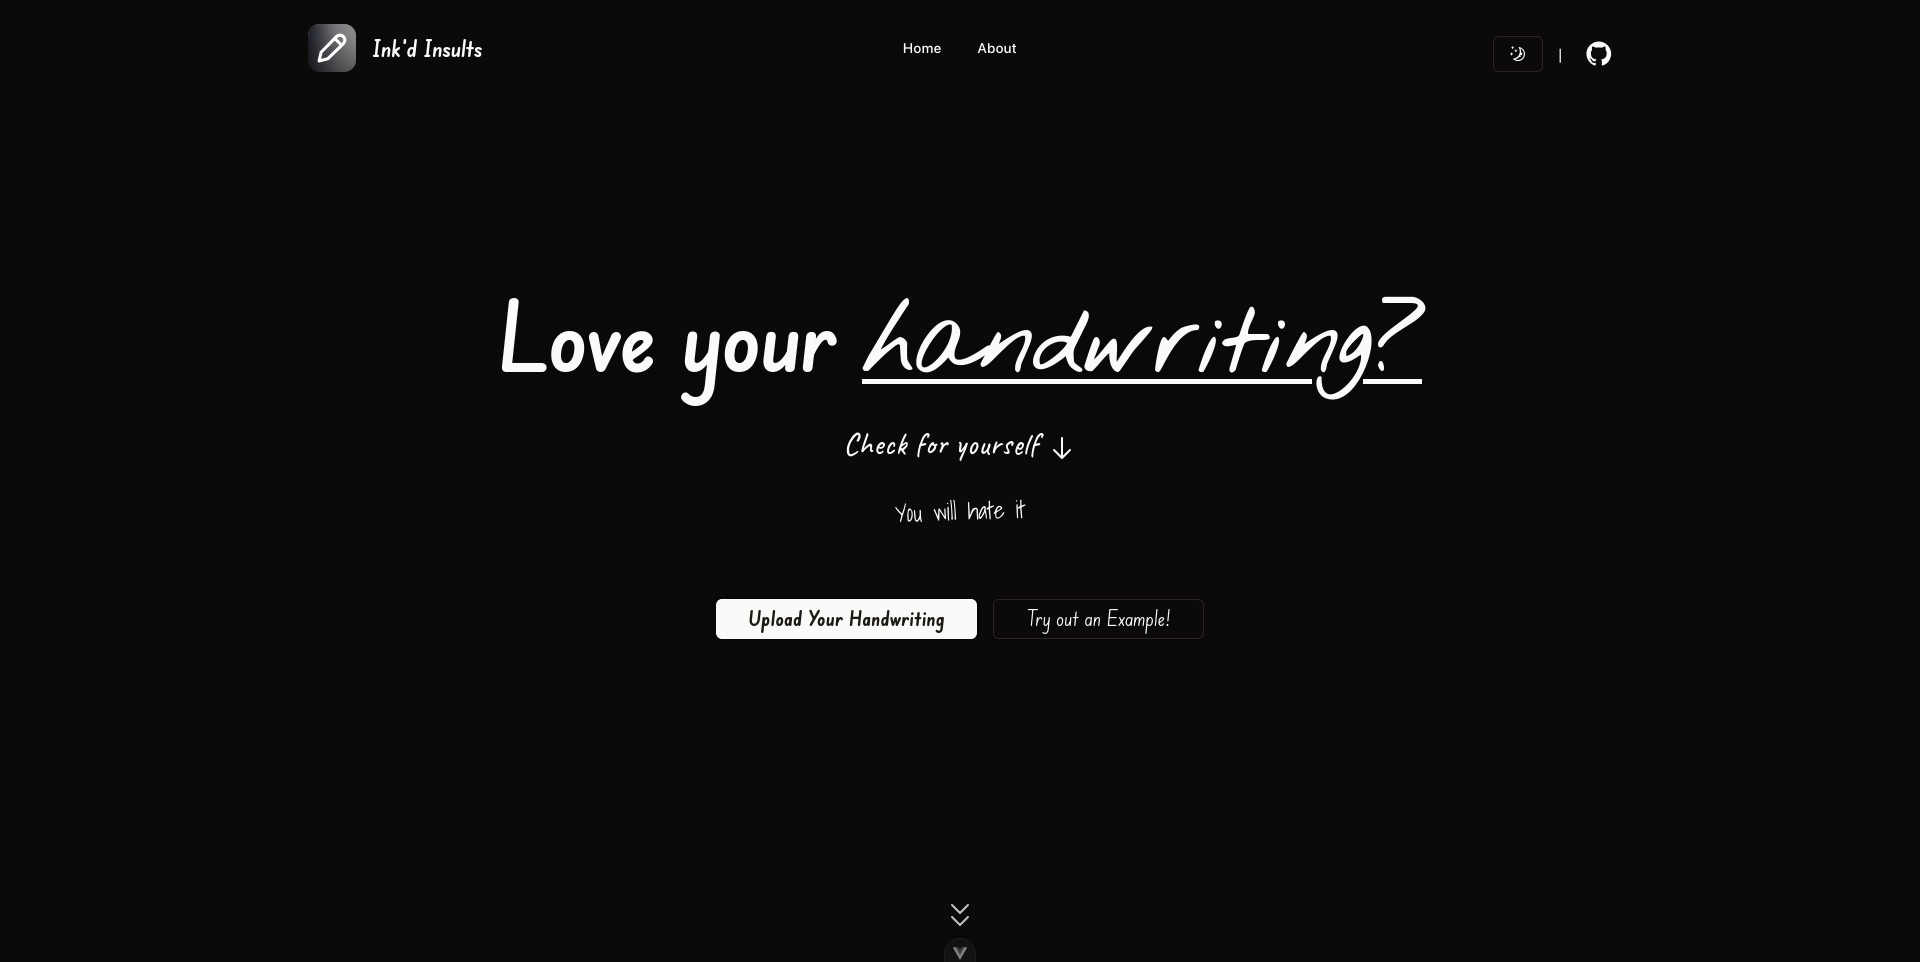 Ink'd Insults
Home About
|
Love your handwriting?
Check for yourself ↓
You will hate it
Upload Your Handwriting
Try out an Example!